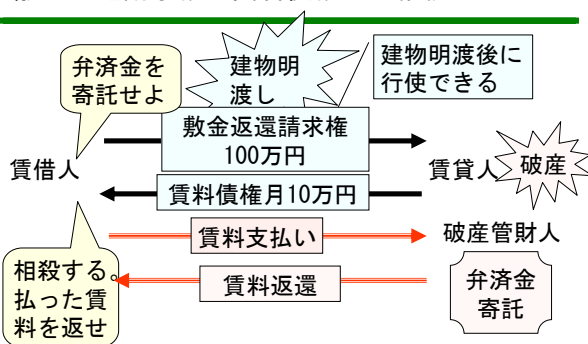 弁済金を
寄託せよ
建物明
渡し
建物明渡後に
行使できる
敷金返還請求権
100万円
賃借人
賃貸人
破産
賃料債権月10万円
賃料支払い
破産管財人
相殺する。
払った賃
料を返せ
賃料返還
弁済金
寄託